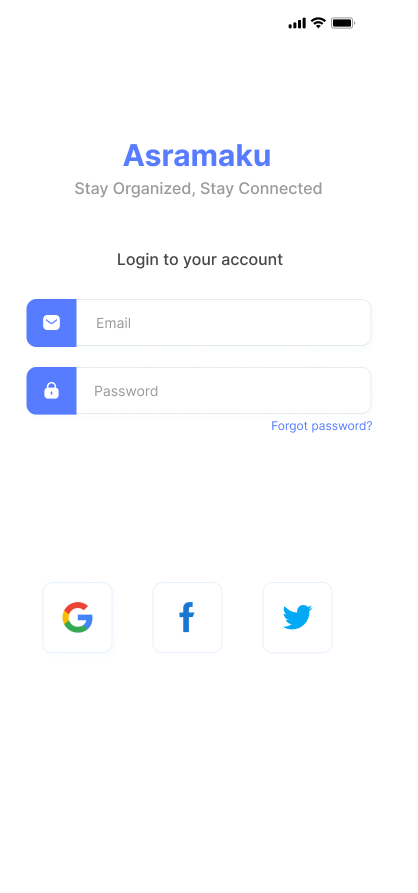 Asramaku
Stay Organized, Stay Connected
Login to your account
Email
Password
Forgot password?